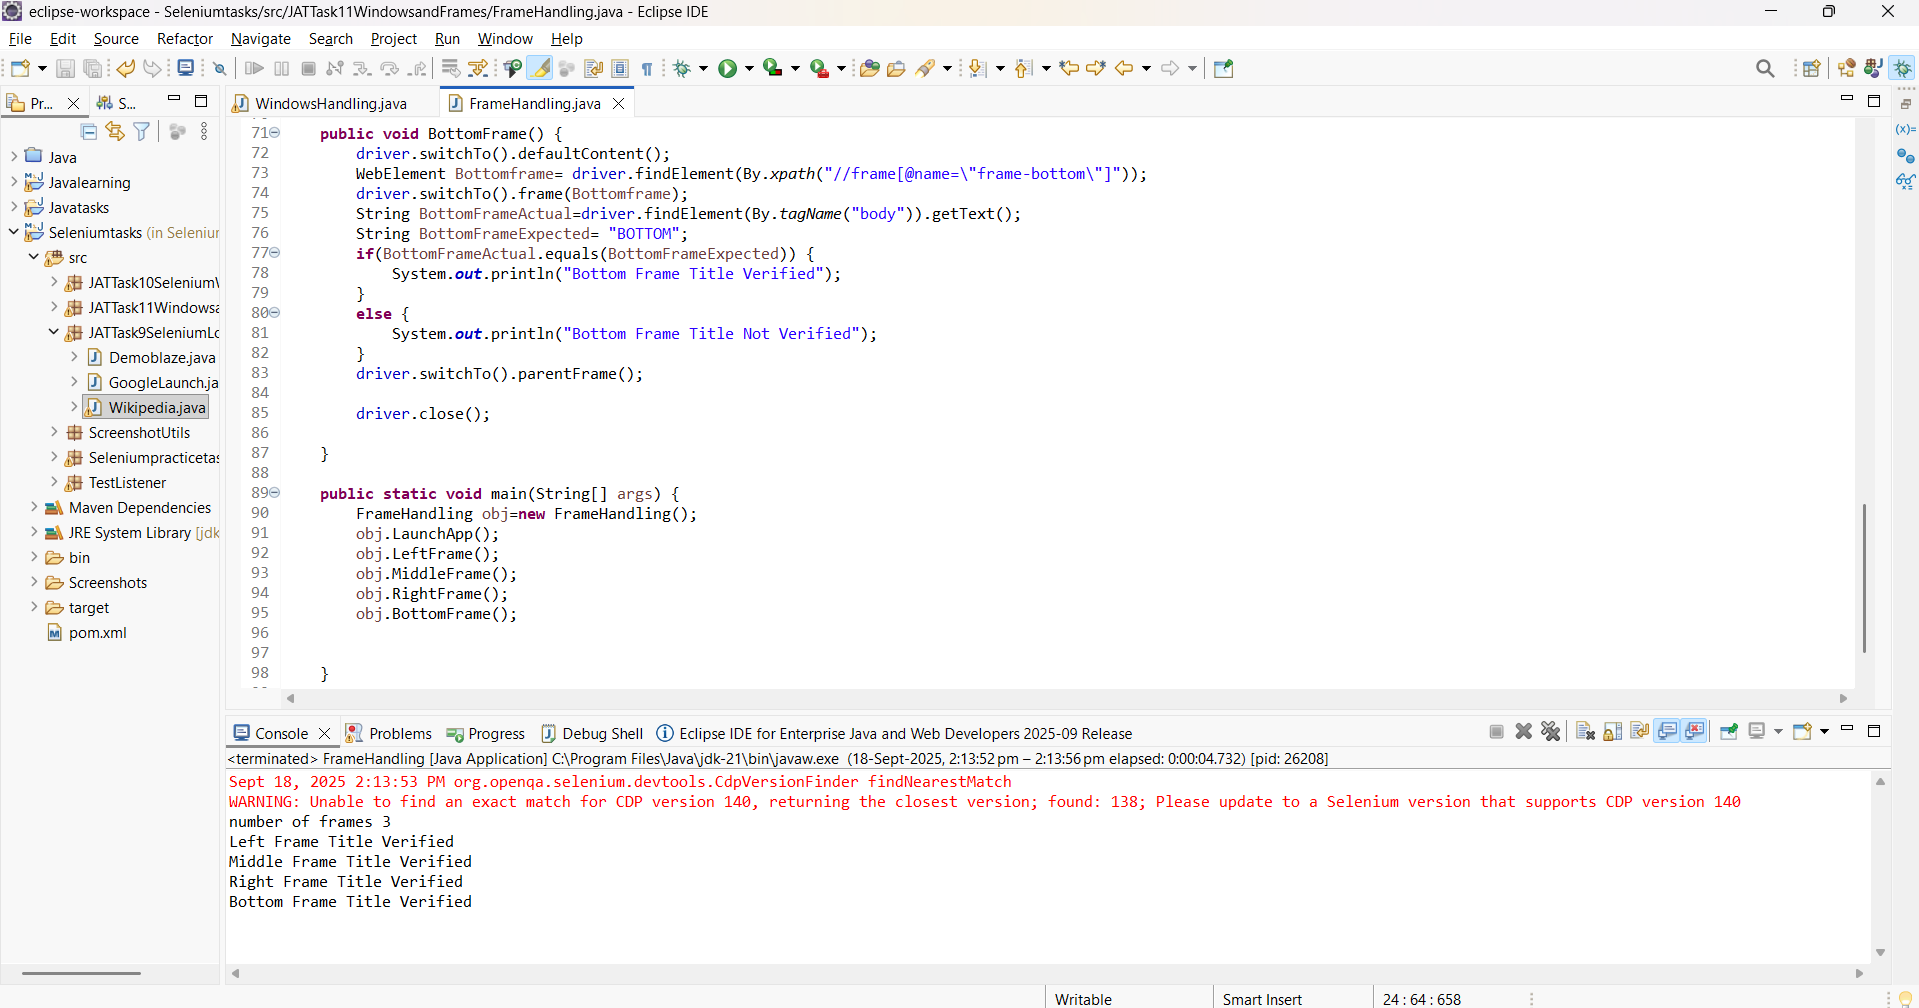 eclipse-workspace - Seleniumtasks/src/JATTask11WindowsandFrames/FrameHandling.java - Eclipse IDE
File Edit Source Refactor Navigate Search Project Run Window Help
Pr... S...
WindowsHandling.java FrameHandling.java
Java
Javalearning
Javatasks
Seleniumtasks (in Seleniur
src
JATTask10SeleniumW
JATTask11Windowsa
JATTask9SeleniumLo
Demoblaze.java
GoogleLaunch.ja
Wikipedia.java
ScreenshotUtils
Seleniumpracticetas
TestListener
Maven Dependencies
JRE System Library [jdk
bin
Screenshots
target
pom.xml
71 public void BottomFrame() {
72 driver.switchTo().defaultContent();
73 WebElement Bottomframe= driver.findElement(By.xpath("//frame[@name=\"frame-bottom\"]"));
74 driver.switchTo().frame(Bottomframe);
75 String BottomFrameActual=driver.findElement(By.tagName("body")).getText();
76 String BottomFrameExpected= "BOTTOM";
77 if(BottomFrameActual.equals(BottomFrameExpected)) {
78 System.out.println("Bottom Frame Title Verified");
79 }
80 else {
81 System.out.println("Bottom Frame Title Not Verified");
82 }
83 driver.switchTo().parentFrame();
84
85 driver.close();
86
87 }
88
89 public static void main(String[] args) {
90 FrameHandling obj=new FrameHandling();
91 obj.LaunchApp();
92 obj.LeftFrame();
93 obj.MiddleFrame();
94 obj.RightFrame();
95 obj.BottomFrame();
96
97
98 }
Console Problems Progress Debug Shell Eclipse IDE for Enterprise Java and Web Developers 2025-09 Release
<terminated> FrameHandling [Java Application] C:\Program Files\Java\jdk-21\bin\javaw.exe (18-Sept-2025, 2:13:52 pm – 2:13:56 pm elapsed: 0:00:04.732) [pid: 26208]
Sept 18, 2025 2:13:53 PM org.openqa.selenium.devtools.CdpVersionFinder findNearestMatch
WARNING: Unable to find an exact match for CDP version 140, returning the closest version; found: 138; Please update to a Selenium version that supports CDP version 140
number of frames 3
Left Frame Title Verified
Middle Frame Title Verified
Right Frame Title Verified
Bottom Frame Title Verified
Writable Smart Insert 24 : 64 : 658